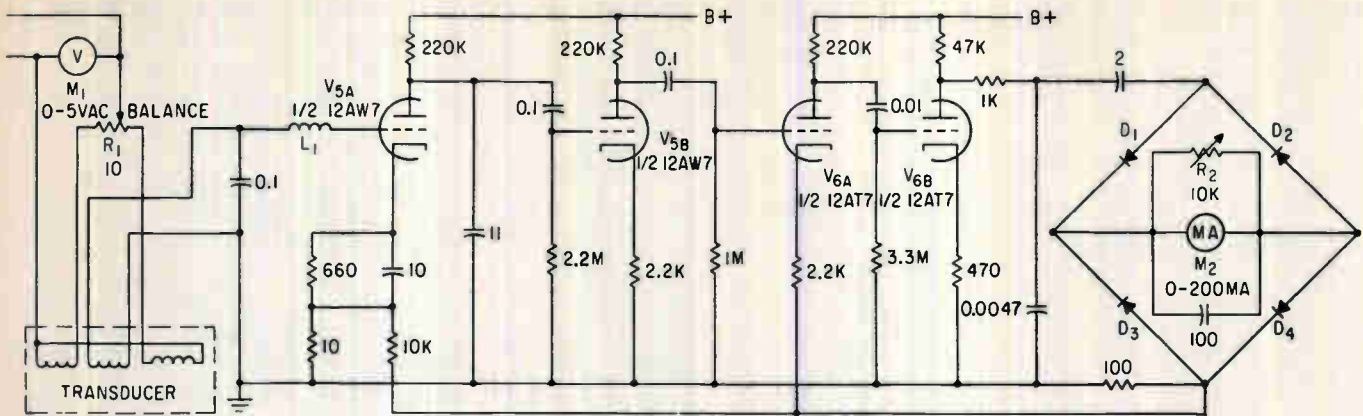 B+
B+
220K
220K
220K
47K
V
M1
0-5VAC
BALANCE
R1
10
V5A
1/2 12AW7
L1
0.1
0.1
0.1
V5B
1/2 12AW7
0.01
1K
2
V6A
1/2 12AT7
V6B
1/2 12AT7
D1
D2
R2
10K
MA
M2
0-200MA
100
D3
D4
660
10
11
2.2M
2.2K
1M
2.2K
3.3M
470
0.0047
10
10K
100
TRANSDUCER